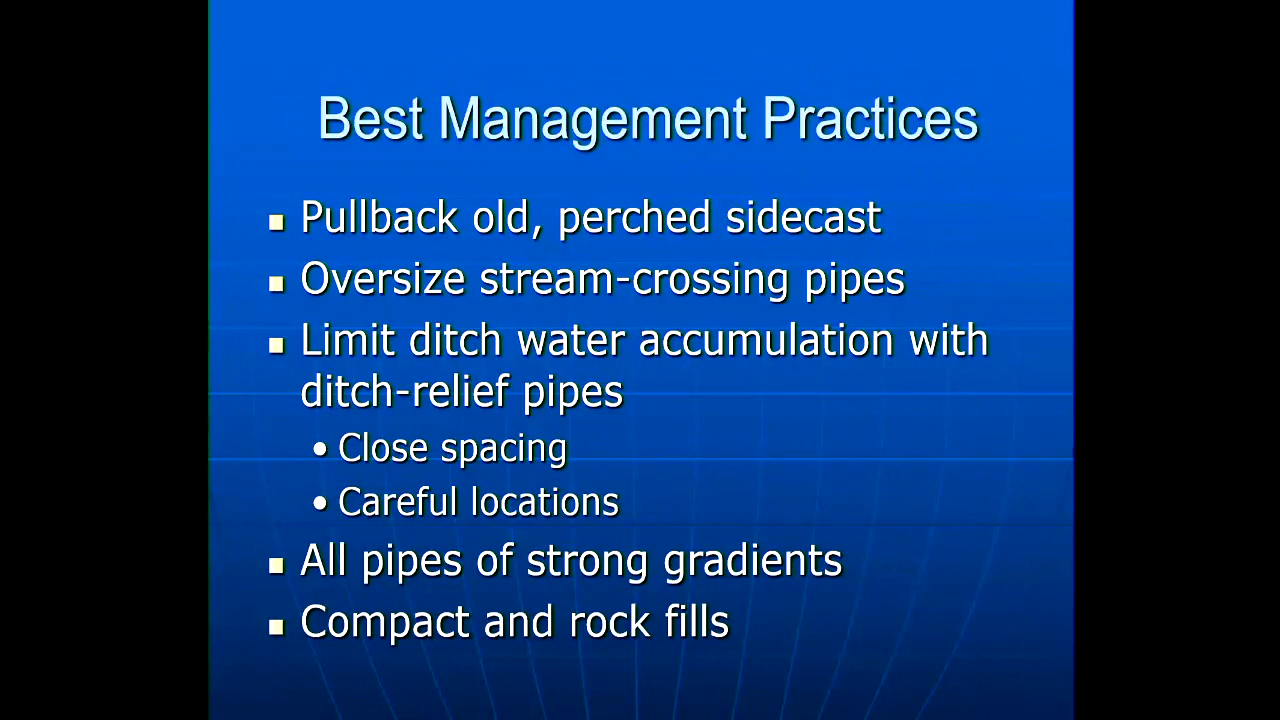 Best Management Practices
Pullback old, perched sidecast
Oversize stream-crossing pipes
Limit ditch water accumulation with
ditch-relief pipes
Close spacing
Careful locations
All pipes of strong gradients
Compact and rock fills